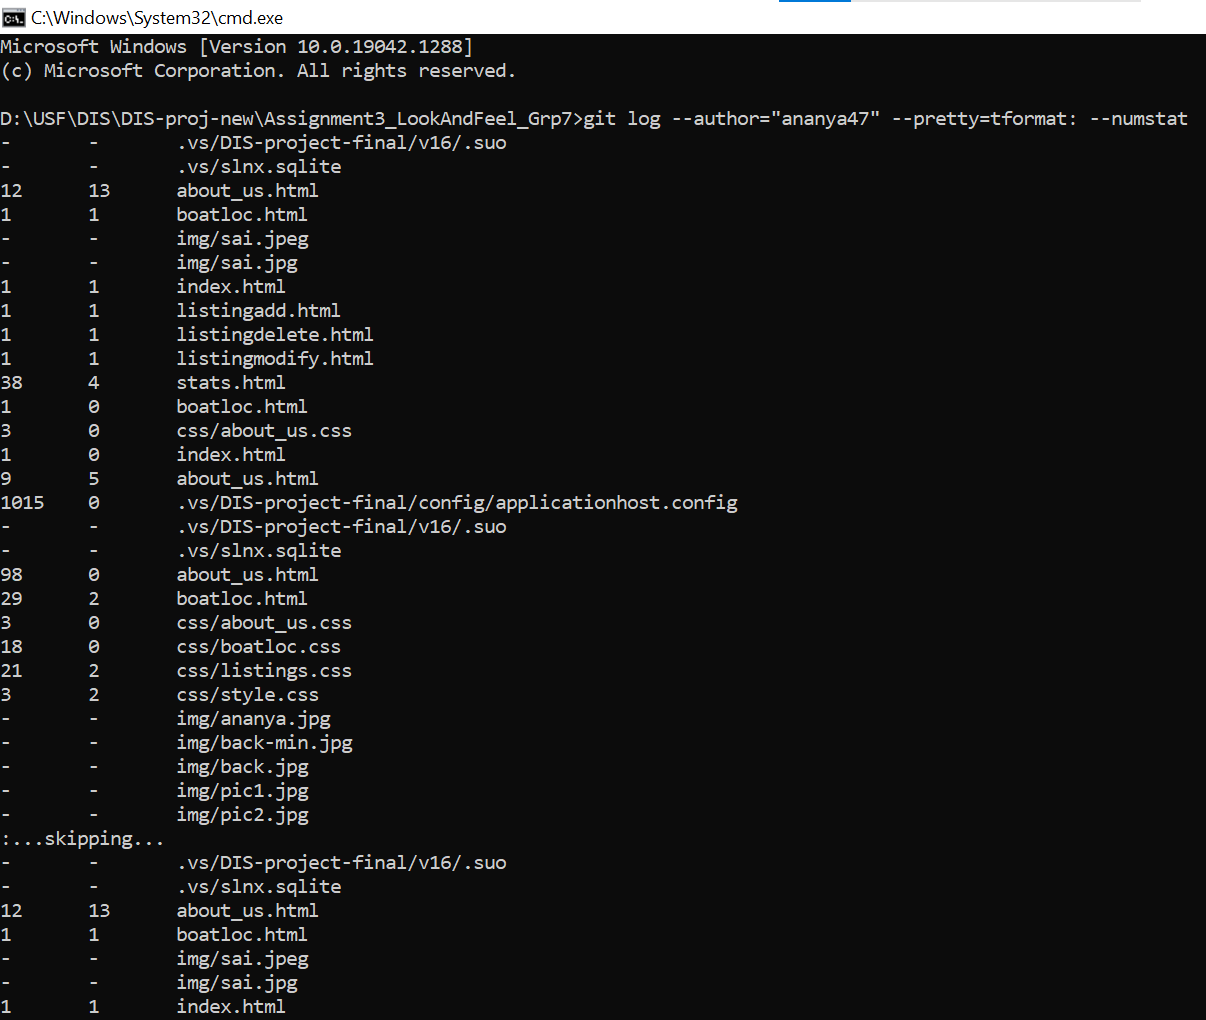 C:\Windows\System32\cmd.exe
Microsoft Windows [Version 10.0.19042.1288]
(c) Microsoft Corporation. All rights reserved.
D:\USF\DIS\DIS-proj-new\Assignment3_LookAndFeel_Grp7>git log --author="ananya47" --pretty=tformat: --numstat
- - .vs/DIS-project-final/v16/.suo
- - .vs/slnx.sqlite
12 13 about_us.html
1 1 boatloc.html
- - img/sai.jpeg
- - img/sai.jpg
1 1 index.html
1 1 listingadd.html
1 1 listingdelete.html
1 1 listingmodify.html
38 4 stats.html
1 0 boatloc.html
3 0 css/about_us.css
1 0 index.html
9 5 about_us.html
1015 0 .vs/DIS-project-final/config/applicationhost.config
- - .vs/DIS-project-final/v16/.suo
- - .vs/slnx.sqlite
98 0 about_us.html
29 2 boatloc.html
3 0 css/about_us.css
18 0 css/boatloc.css
21 2 css/listings.css
3 2 css/style.css
- - img/ananya.jpg
- - img/back-min.jpg
- - img/back.jpg
- - img/pic1.jpg
- - img/pic2.jpg
:...skipping...
- - .vs/DIS-project-final/v16/.suo
- - .vs/slnx.sqlite
12 13 about_us.html
1 1 boatloc.html
- - img/sai.jpeg
- - img/sai.jpg
1 1 index.html